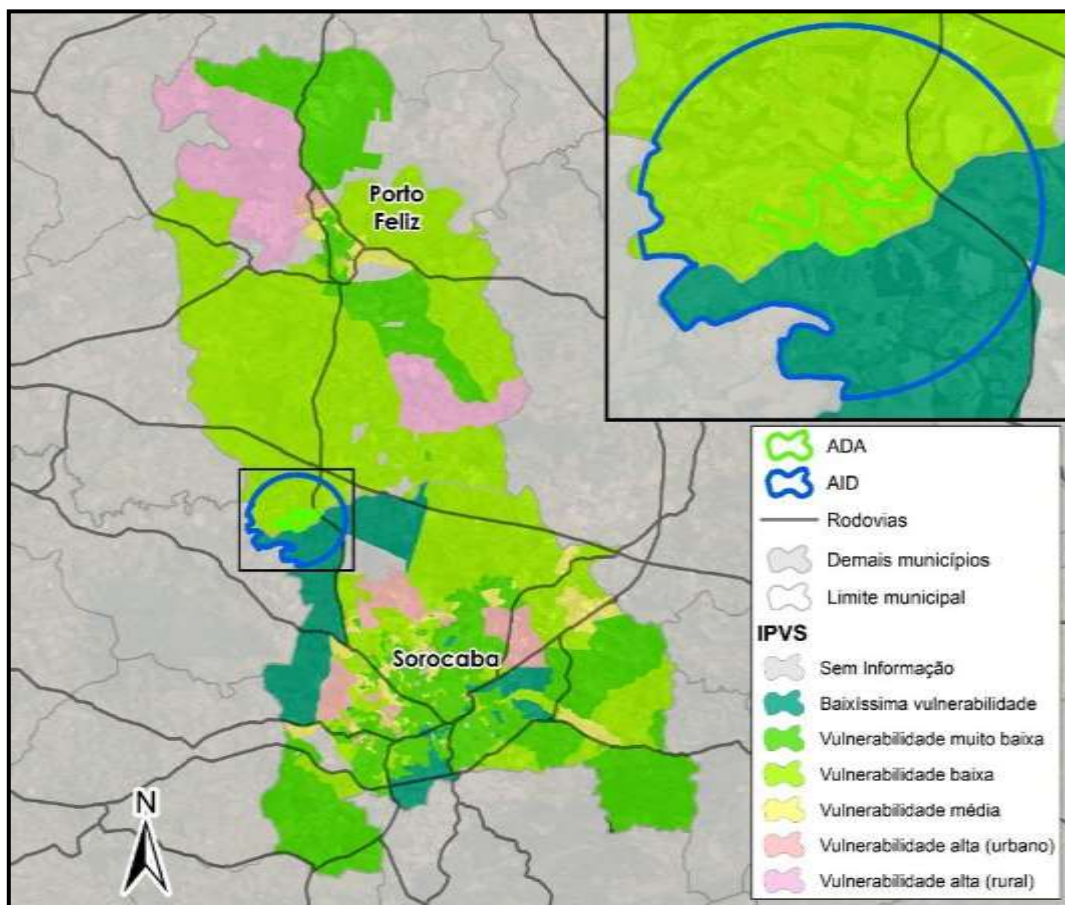 Porto
Feliz
Sorocaba
N
ADA
AID
Rodovias
Demais municípios
Limite municipal
IPVS
Sem Informação
Baixíssima vulnerabilidade
Vulnerabilidade muito baixa
Vulnerabilidade baixa
Vulnerabilidade média
Vulnerabilidade alta (urbano)
Vulnerabilidade alta (rural)